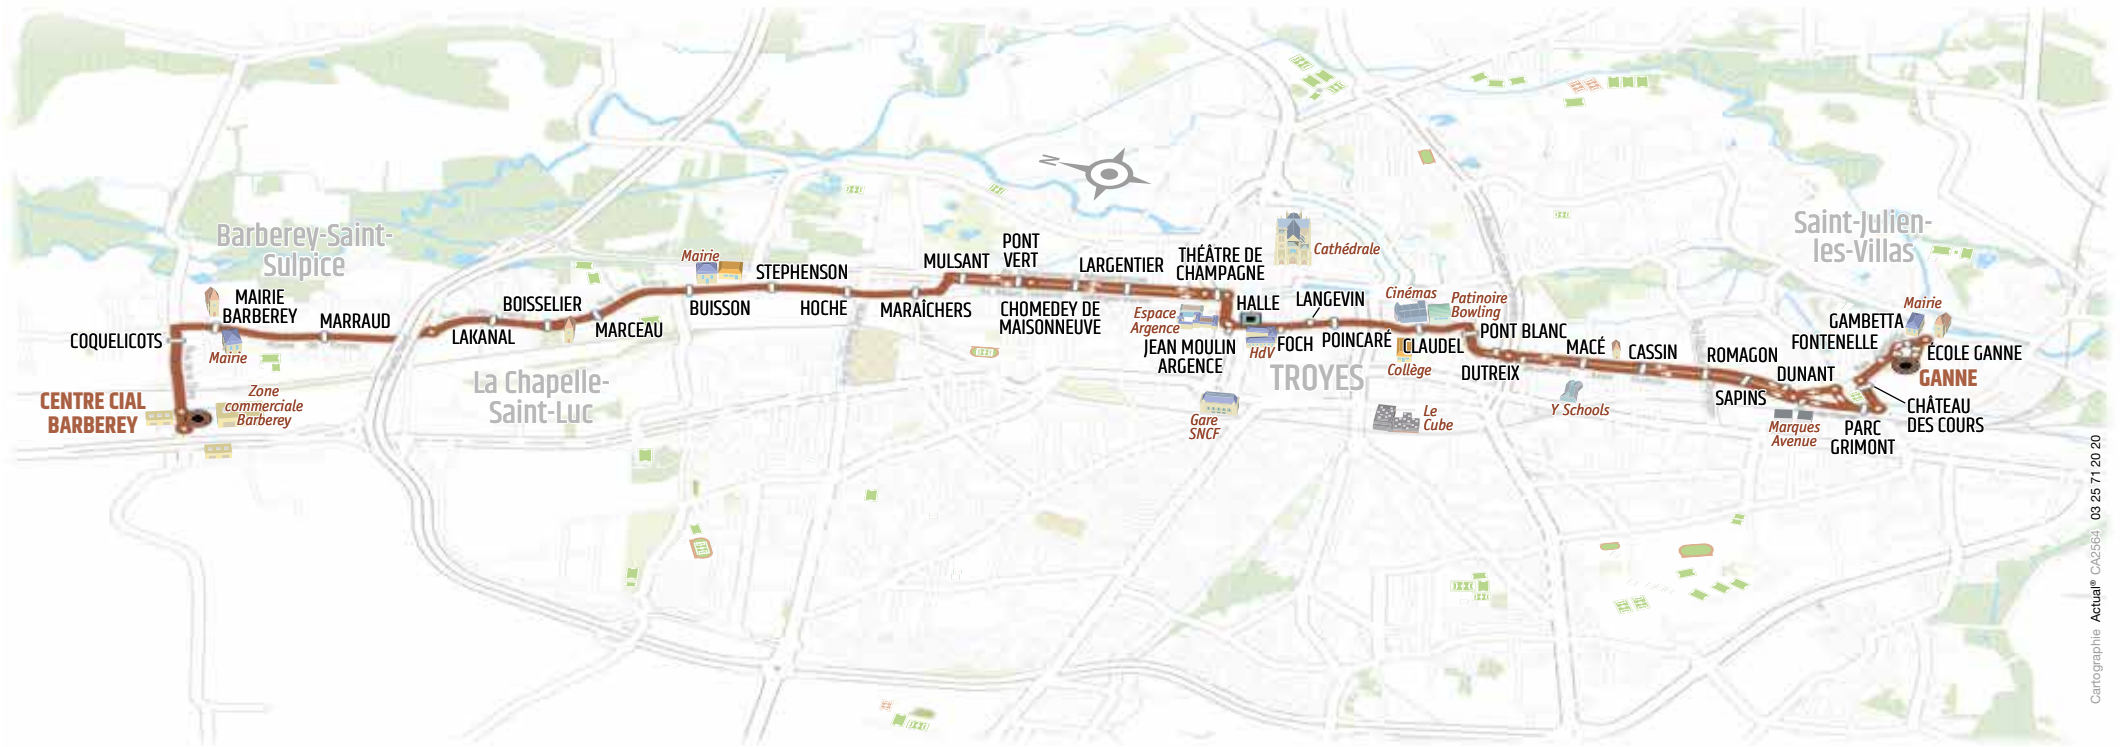 N
Barberey-Saint-
Sulpice
CENTRE CIAL
BARBEREY
Zone
commerciale
Barberey
COQUELICOTS
MAIRIE
BARBEREY
Mairie
MARRAUD
LAKANAL
BOISSELIER
MARCEAU
La Chapelle-
Saint-Luc
Mairie
BUISSON
STEPHENSON
HOCHE
MARAÎCHERS
MULSANT
PONT
VERT
CHOMEDEY DE
MAISONNEUVE
LARGENTIER
THÉÂTRE DE
CHAMPAGNE
Espace
Argence
JEAN MOULIN
ARGENCE
Gare
SNCF
HALLE
HdV
FOCH
Cathédrale
LANGEVIN
TROYES
POINCARÉ
Cinémas
Patinoire
Bowling
CLAUDEL
Collège
Le
Cube
PONT BLANC
DUTREIX
MACÉ
Y Schools
CASSIN
ROMAGON
SAPINS
DUNANT
Marques
Avenue
PARC
GRIMONT
CHÂTEAU
DES COURS
Saint-Julien-
les-Villas
Mairie
GAMBETTA
FONTENELLE
ÉCOLE GANNE
GANNE
Cartographie Actual® CA2564 03 25 71 20 20